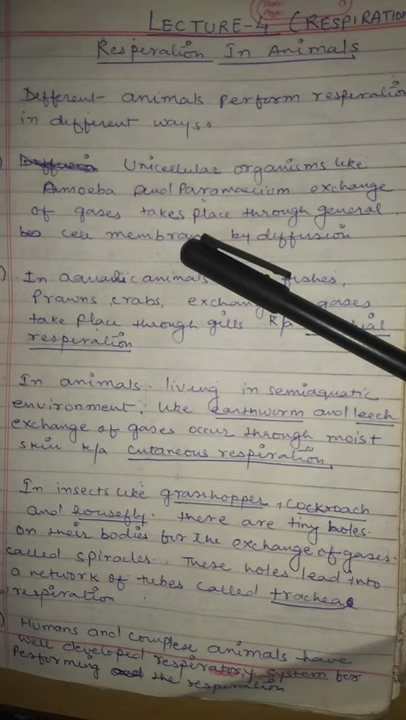 LECTURE-4 (RESPIRATION
Respiration In Animals
Different animals perform respiration
in different ways.
Unicellular organisms like
Amoeba and Paramaecium exchange
of gases takes place through general
cell membran by diffusion
In aquatic animals fishes,
Prawns, crabs, exchan gases
take place through gills k/a
respiration
In animals living in semiaquatic
environment, like earthworm and leech
exchange of gases occur through moist
skin k/a cutaneous respiration.
In insects like grasshopper, cockroach
and housefly. there are tiny holes
on their bodies for the exchange of gases
called spiracles. These holes lead into
a network of tubes called tracheae
respiration.
Humans and complex animals have
well developed respiratory system for
performing the respiration